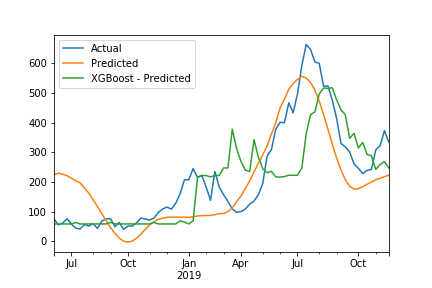 Actual
Predicted
XGBoost - Predicted
600
500
400
300
200
100
0
Jul
Oct
Jan
2019
Apr
Jul
Oct